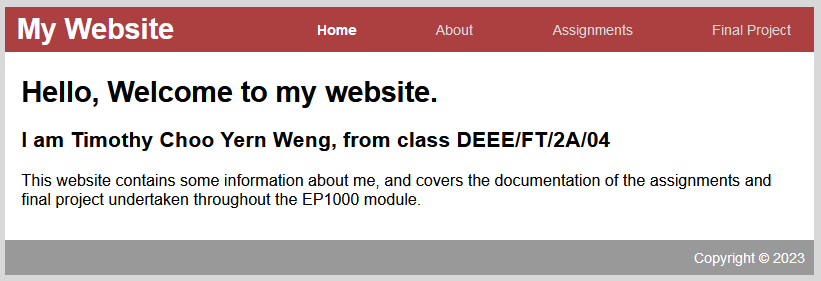 My Website Home About Assignments Final Project
Hello, Welcome to my website.
I am Timothy Choo Yern Weng, from class DEEE/FT/2A/04
This website contains some information about me, and covers the documentation of the assignments and
final project undertaken throughout the EP1000 module.
Copyright © 2023